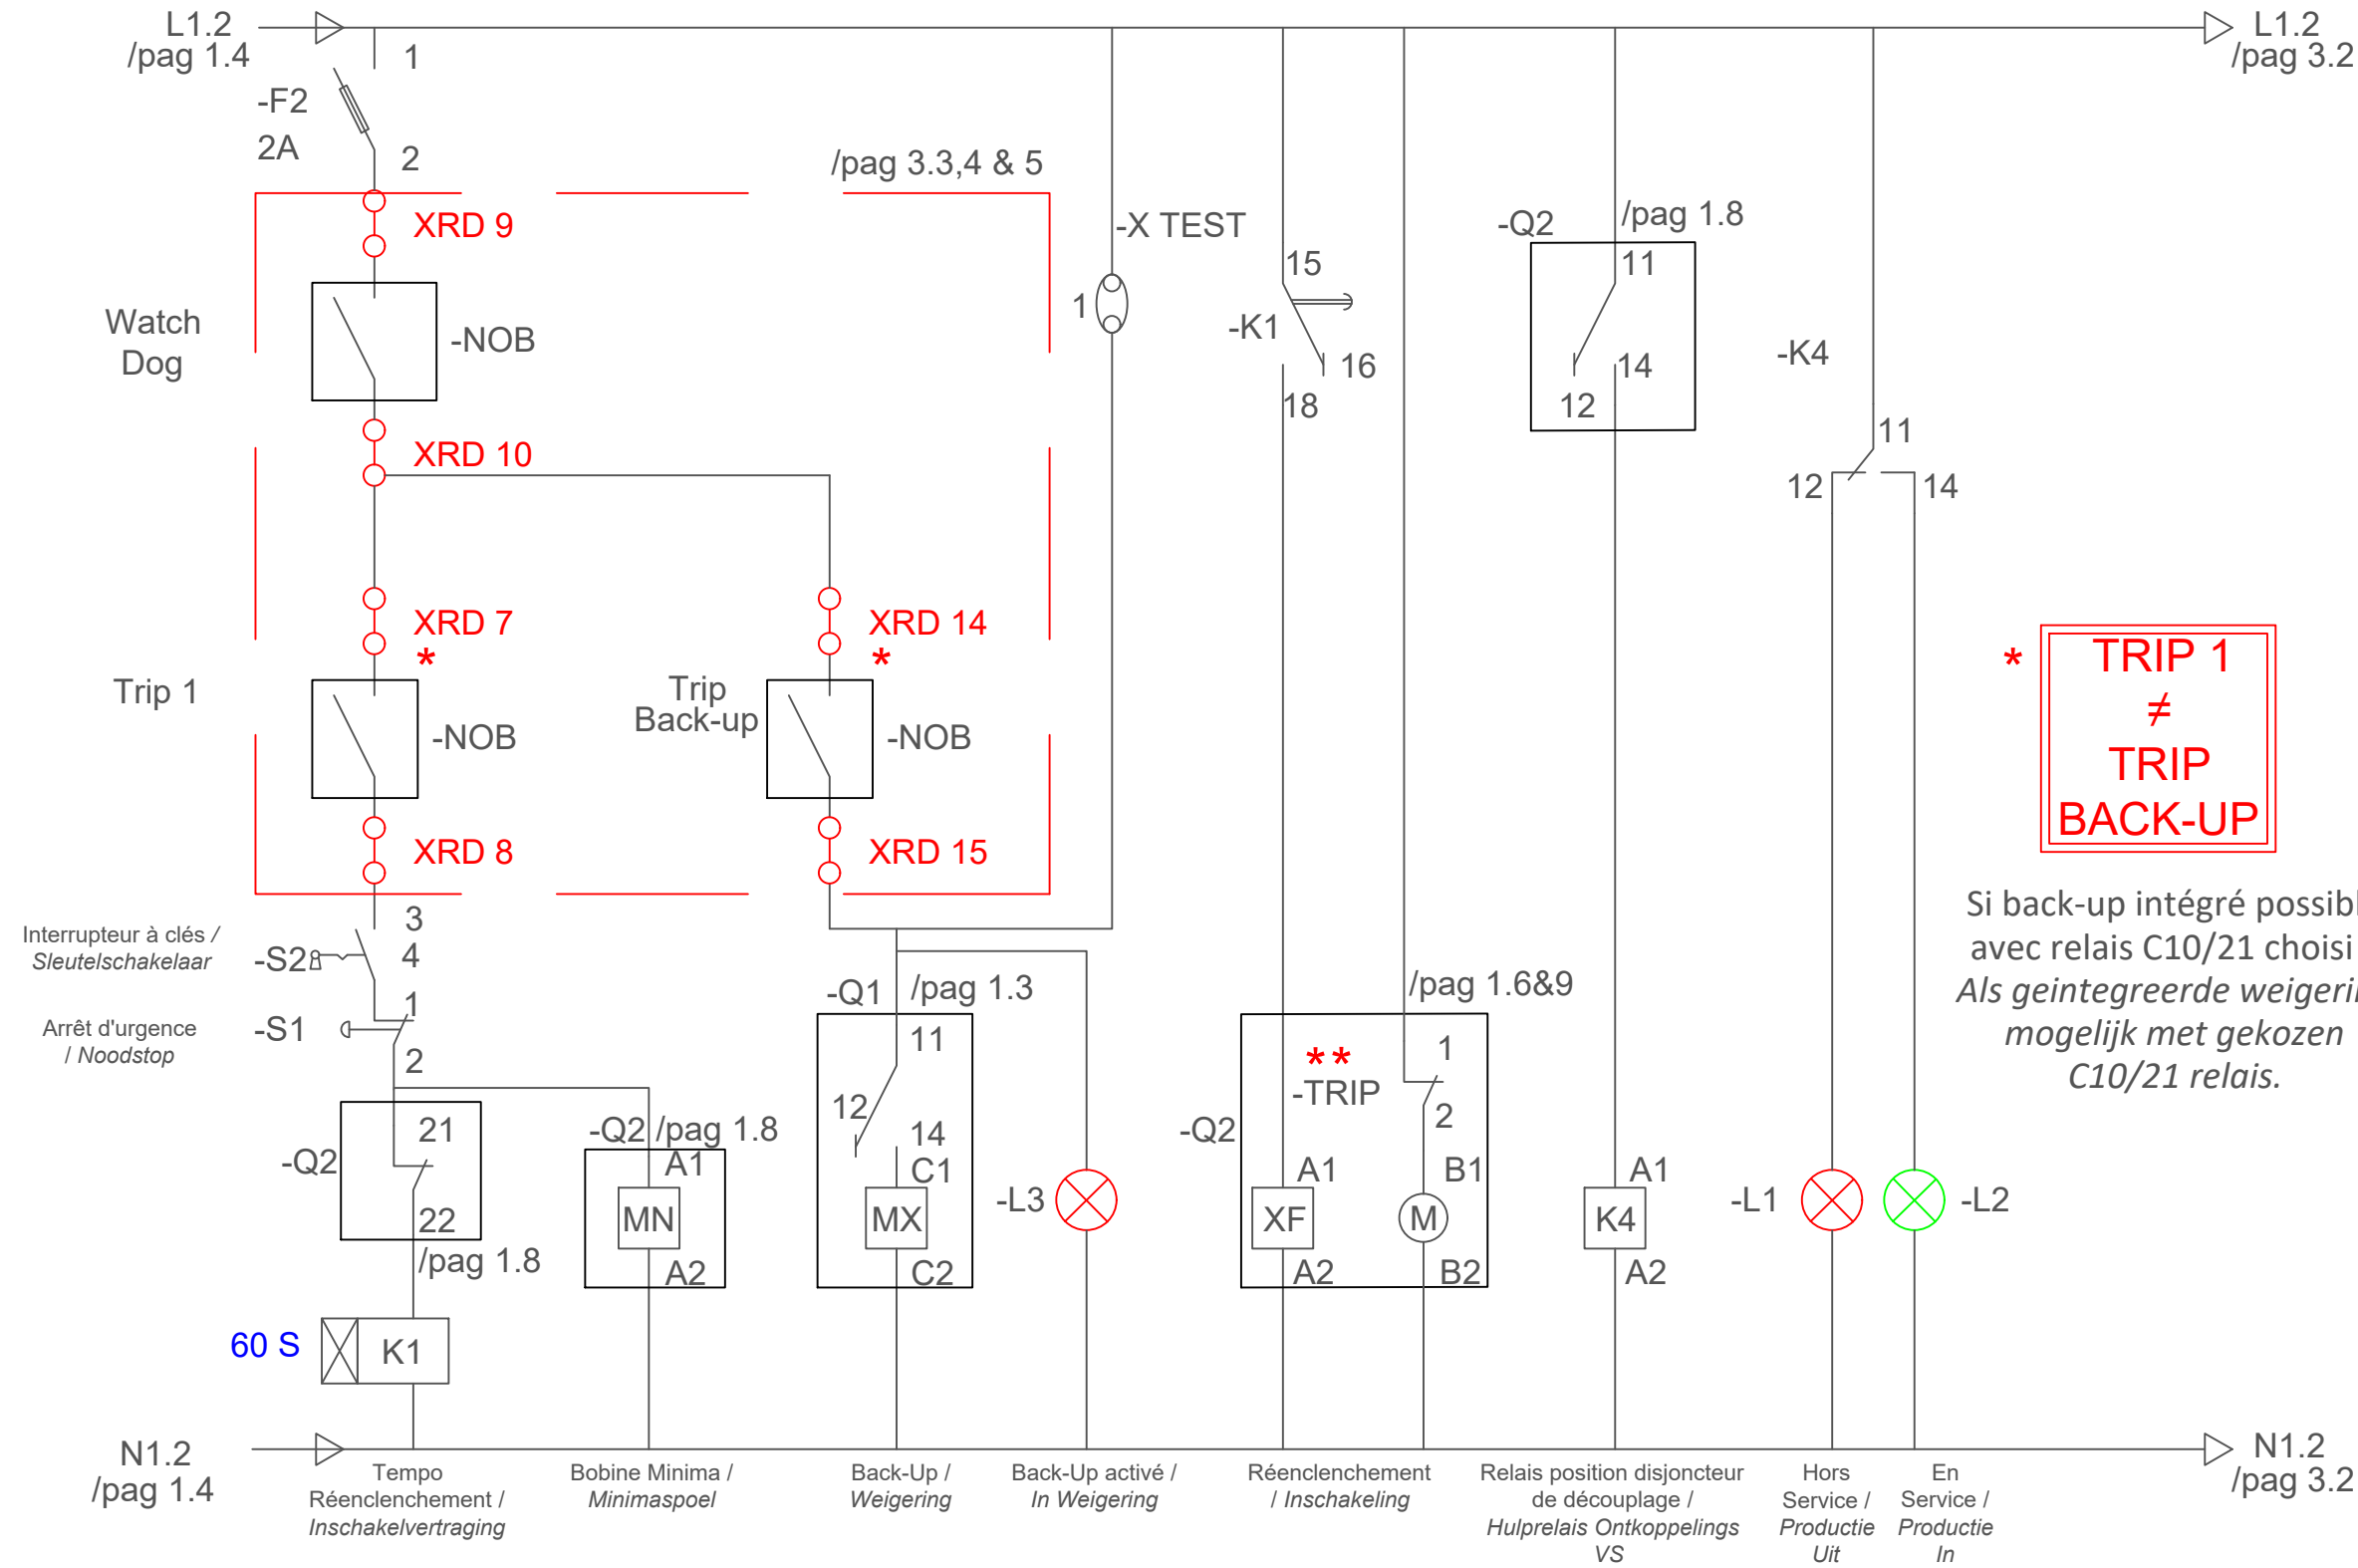 L1.2
/pag 1.4
L1.2
/pag 3.2
1
-F2
2A
2
/pag 3.3,4 & 5
XRD 9
-X TEST
1
Watch
Dog
-NOB
XRD 10
XRD 7
*
XRD 14
*
Trip 1
-NOB
Trip
Back-up
-NOB
XRD 8
XRD 15
15
-K1
16
18
-Q2
/pag 1.8
11
14
12
-K4
11
12
14
*
TRIP 1
≠
TRIP
BACK-UP
Si back-up intégré
avec relais C10/21 choisi
Als geintegreerde
mogelijk met gekozen
C10/21 relais.
Interrupteur à clés /
Sleutelschakelaar
-S2
3
4
Arrêt d'urgence
/ Noodstop
-S1
1
2
-Q2
21
22
/pag 1.8
-Q2 /pag 1.8
A1
MN
A2
-Q1
/pag 1.3
11
12
14
C1
MX
C2
-L3
/pag 1.6&9
-Q2
**
-TRIP
1
2
A1
XF
A2
B1
M
B2
A1
K4
A2
-L1
-L2
60 S
K1
N1.2
/pag 1.4
N1.2
/pag 3.2
Tempo
Réenclenchement /
Inschakelvertraging
Bobine Minima /
Minimaspoel
Back-Up /
Weigering
Back-Up activé /
In Weigering
Réenclenchement
/ Inschakeling
Relais position disjoncteur
de découplage /
Hulprelais Ontkoppelings
VS
Hors
Service /
Productie
Uit
En
Service /
Productie
In